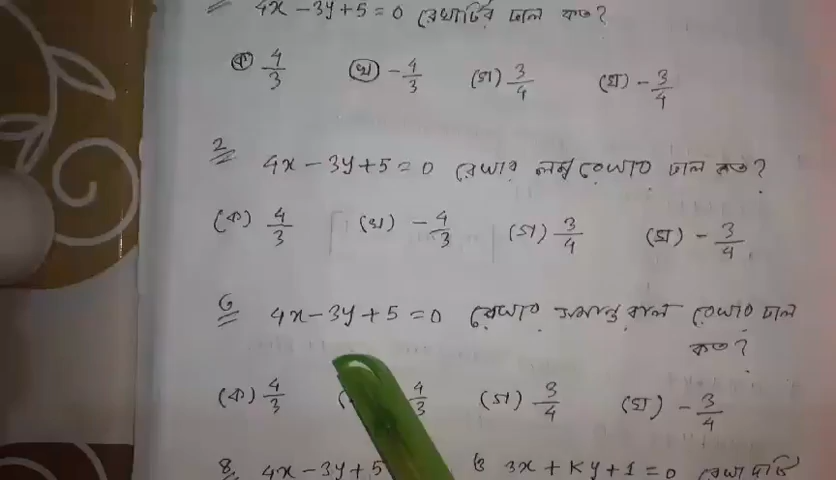 4x - 3y + 5 = 0 রেখাটির ঢাল কত?
(ক) 4/3 (খ) - 4/3 (গ) 3/4 (ঘ) - 3/4
২ 4x - 3y + 5 = 0 রেখার লম্ব রেখার ঢাল কত?
(ক) 4/3 (খ) - 4/3 (গ) 3/4 (ঘ) - 3/4
৩ 4x - 3y + 5 = 0 রেখার সমান্তরাল রেখার ঢাল
কত?
(ক) 4/3 4/3 (গ) 3/4 (ঘ) - 3/4
৪ 4x - 3y + 5 ও 3x + Ky + 1 = 0 রেখা দুটি